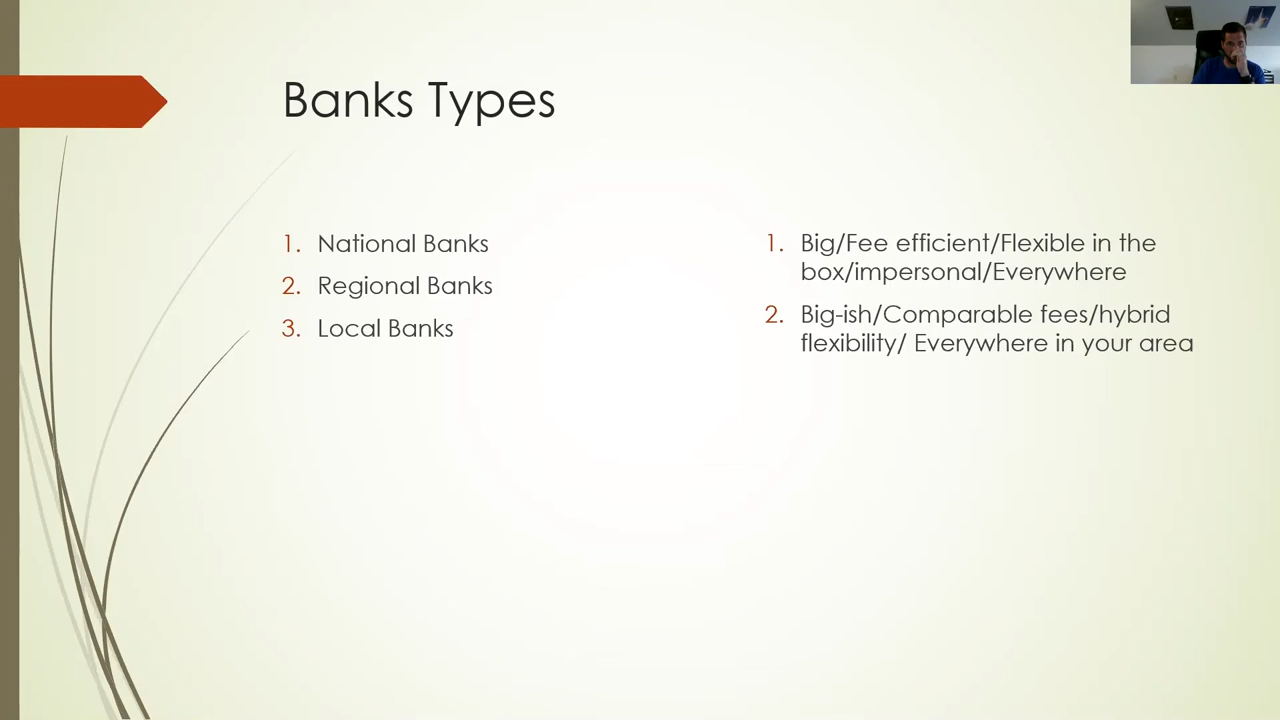 Banks Types
1. National Banks
2. Regional Banks
3. Local Banks
1. Big/Fee efficient/Flexible in the
box/impersonal/Everywhere
2. Big-ish/Comparable fees/hybrid
flexibility/ Everywhere in your area